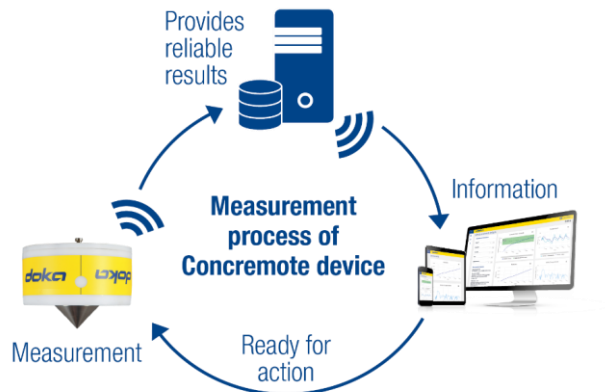 Provides
reliable
results
Information
Measurement
process of
Concremote device
doka
doka
Measurement
Ready for
action